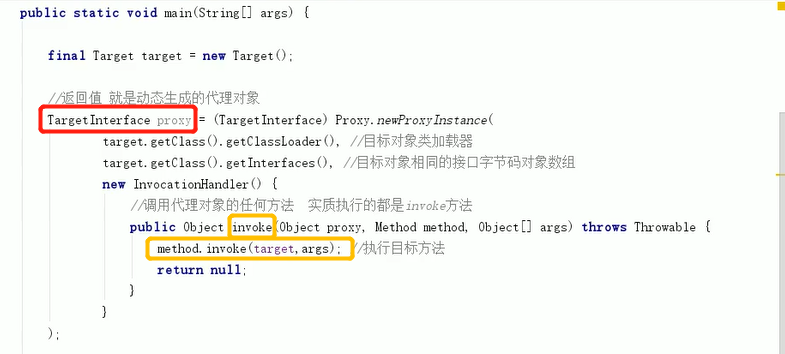 public static void main(String[] args) {
final Target target = new Target();
//返回值 就是动态生成的代理对象
TargetInterface proxy = (TargetInterface) Proxy.newProxyInstance(
target.getClass().getClassLoader(), //目标对象类加载器
target.getClass().getInterfaces(), //目标对象相同的接口字节码对象数组
new InvocationHandler() {
//调用代理对象的任何方法 实质执行的都是invoke方法
public Object invoke(Object proxy, Method method, Object[] args) throws Throwable {
method.invoke(target,args); //执行目标方法
return null;
}
}
);